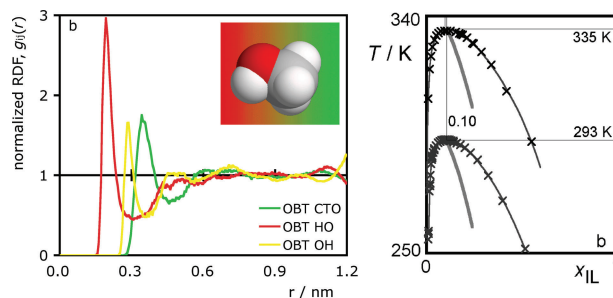 normalized RDF, gij(r)
3
2
1
0
b
OBT CTO
OBT HO
OBT OH
0.0 0.3 0.6 0.9 1.2
r / nm
340
T / K
250
335 K
0.10
293 K
b
0
xIL